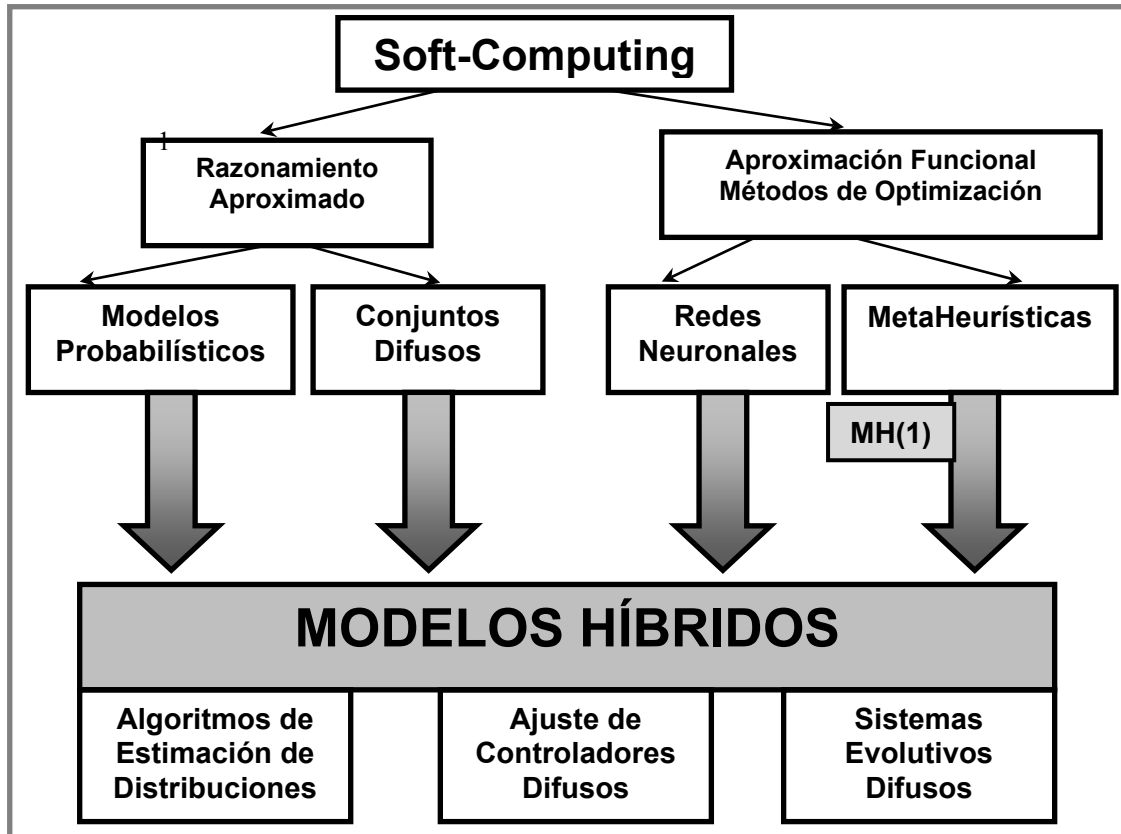 Soft-Computing
1
Razonamiento
Aproximado
Aproximación Funcional
Métodos de Optimización
Modelos
Probabilísticos
Conjuntos
Difusos
Redes
Neuronales
MetaHeurísticas
MH(1)
MODELOS HÍBRIDOS
Algoritmos de
Estimación de
Distribuciones
Ajuste de
Controladores
Difusos
Sistemas
Evolutivos
Difusos